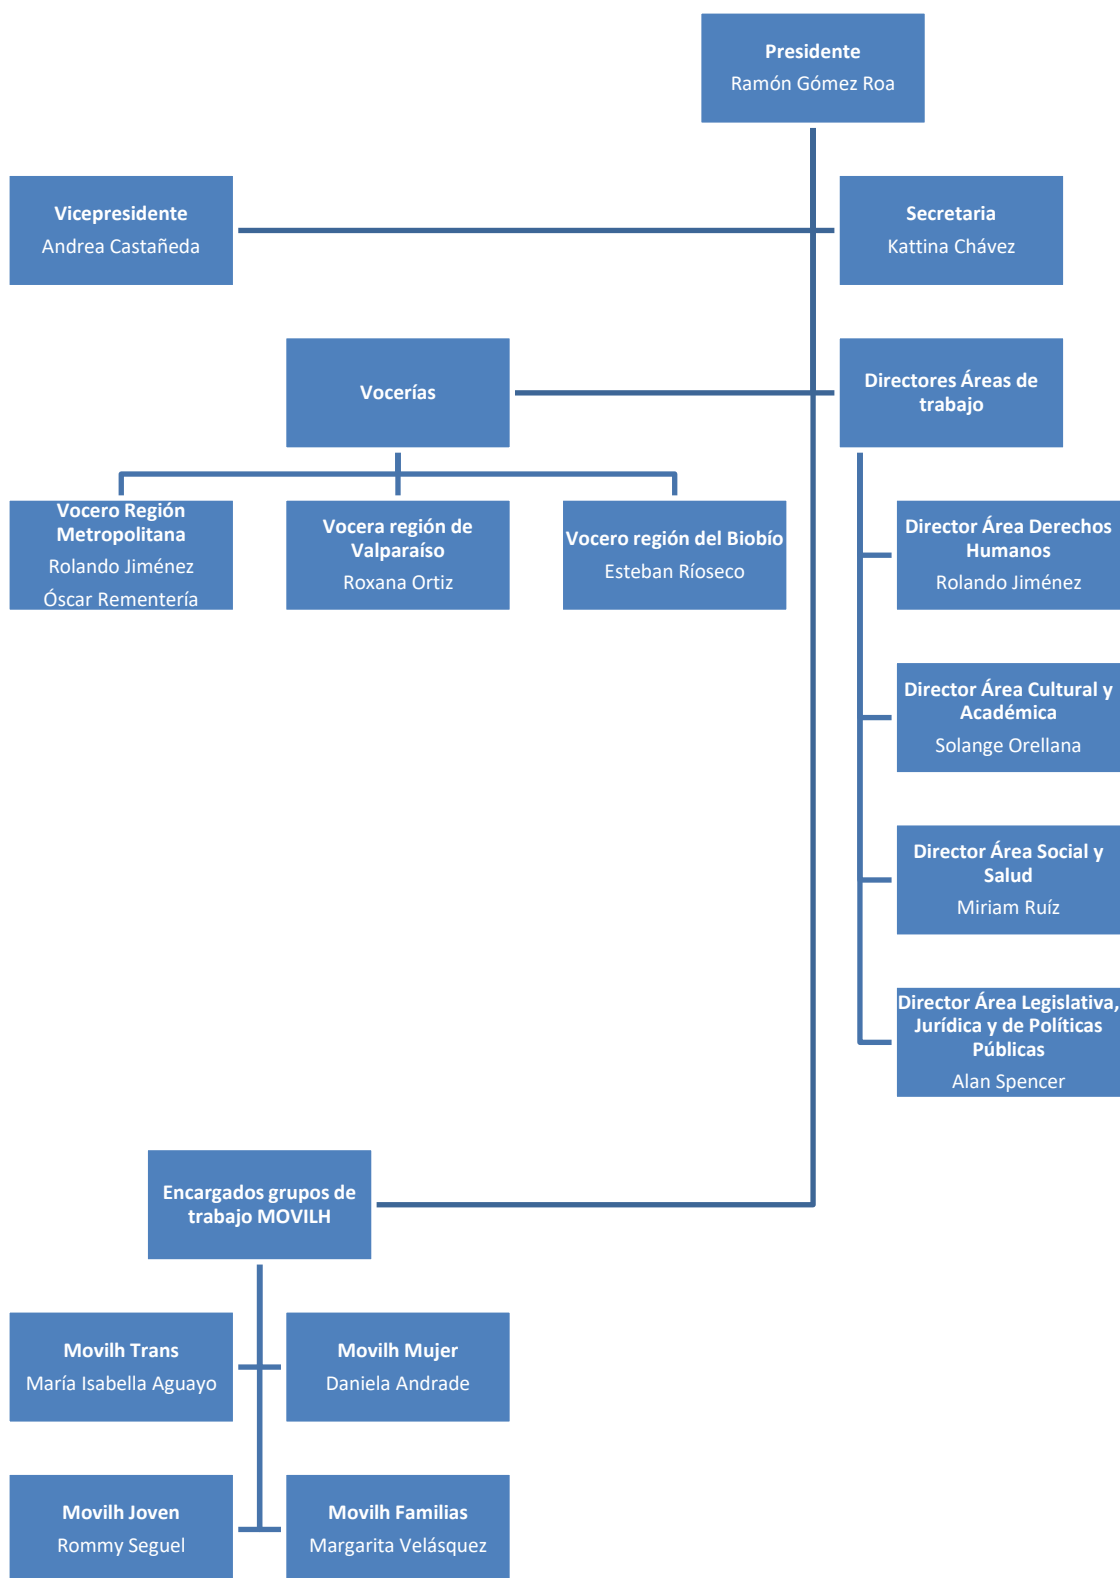 Presidente
Ramón Gómez Roa
Vicepresidente
Andrea Castañeda
Secretaria
Kattina Chávez
Vocerías
Directores Áreas de
trabajo
Vocero Región
Metropolitana
Rolando Jiménez
Óscar Rementería
Vocera región de
Valparaíso
Roxana Ortiz
Vocero región del Biobío
Esteban Ríoseco
Director Área Derechos
Humanos
Rolando Jiménez
Director Área Cultural y
Académica
Solange Orellana
Director Área Social y
Salud
Miriam Ruíz
Director Área Legislativa,
Jurídica y de Políticas
Públicas
Alan Spencer
Encargados grupos de
trabajo MOVILH
Movilh Trans
María Isabella Aguayo
Movilh Mujer
Daniela Andrade
Movilh Joven
Rommy Seguel
Movilh Familias
Margarita Velásquez